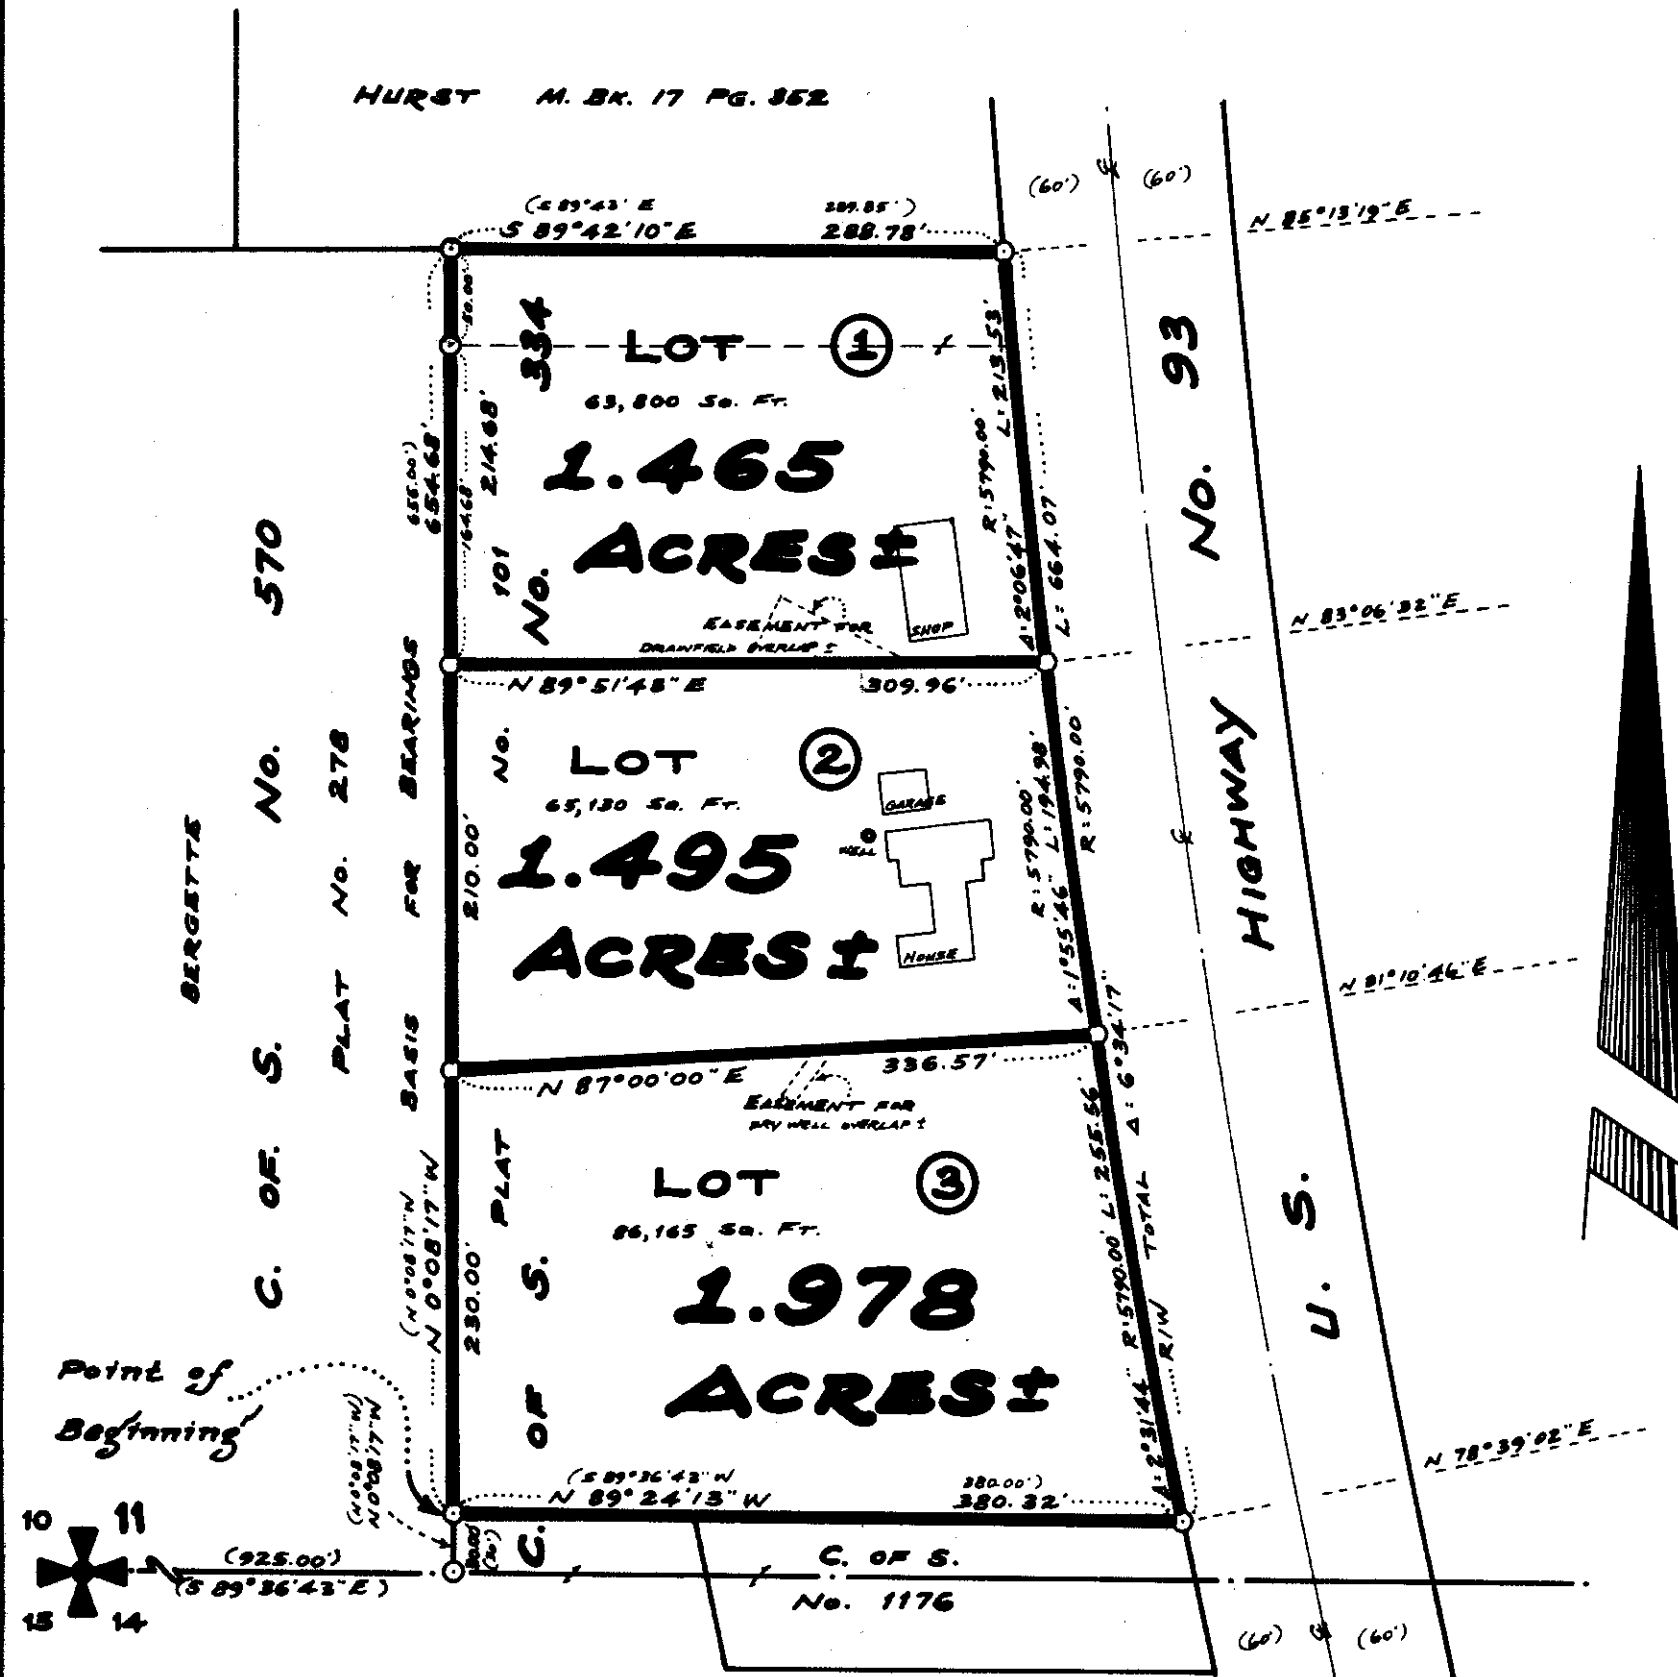 HURST M. BK. 17 PG. 352
(60') ℄ (60')
(S 89°43' E 289.85')
S 89°42'10" E 288.78'
N 85°13'19" E
50.00'
334
LOT 1
63,800 SQ. FT.
1.465
ACRES ±
L: 213.53'
R: 5790.00'
Δ: 2°06'47"
L: 664.07'
(655.00')
654.68'
164.68'
214.68'
101
No.
SHOP
EASEMENT FOR
DRAINFIELD OVERLAP ±
N 83°06'32" E
N 89°51'48" E 309.96'
No. 93
HIGHWAY
U. S.
℄
LOT 2
65,130 SQ. FT.
1.495
ACRES ±
GARAGE
WELL
HOUSE
No.
210.00'
R: 5790.00'
L: 194.98'
Δ: 1°55'46"
R: 5790.00'
Δ: 6°34'17"
N 81°10'46" E
N 87°00'00" E 336.57'
EASEMENT FOR
DRY WELL OVERLAP ±
LOT 3
86,165 SQ. FT.
1.978
ACRES ±
PLAT
OF S.
C.
230.00'
L: 255.56'
R: 5790.00'
Δ: 2°31'44"
R/W TOTAL
N 78°39'02" E
BERGETTS
C. OF. S. No. 570
PLAT No. 278
BASIS FOR BEARINGS
(N 0°08'17" W
N 0°08'17" W
Point of
Beginning
(N 0°08'17" W)
N 0°08'17" W
(S 89°36'43" W 380.00')
N 89°24'13" W 380.32'
30.00'
(30')
10 11
15 14
(925.00')
(S 89°36'43" E)
C. OF S.
No. 1176
(60') ℄ (60')